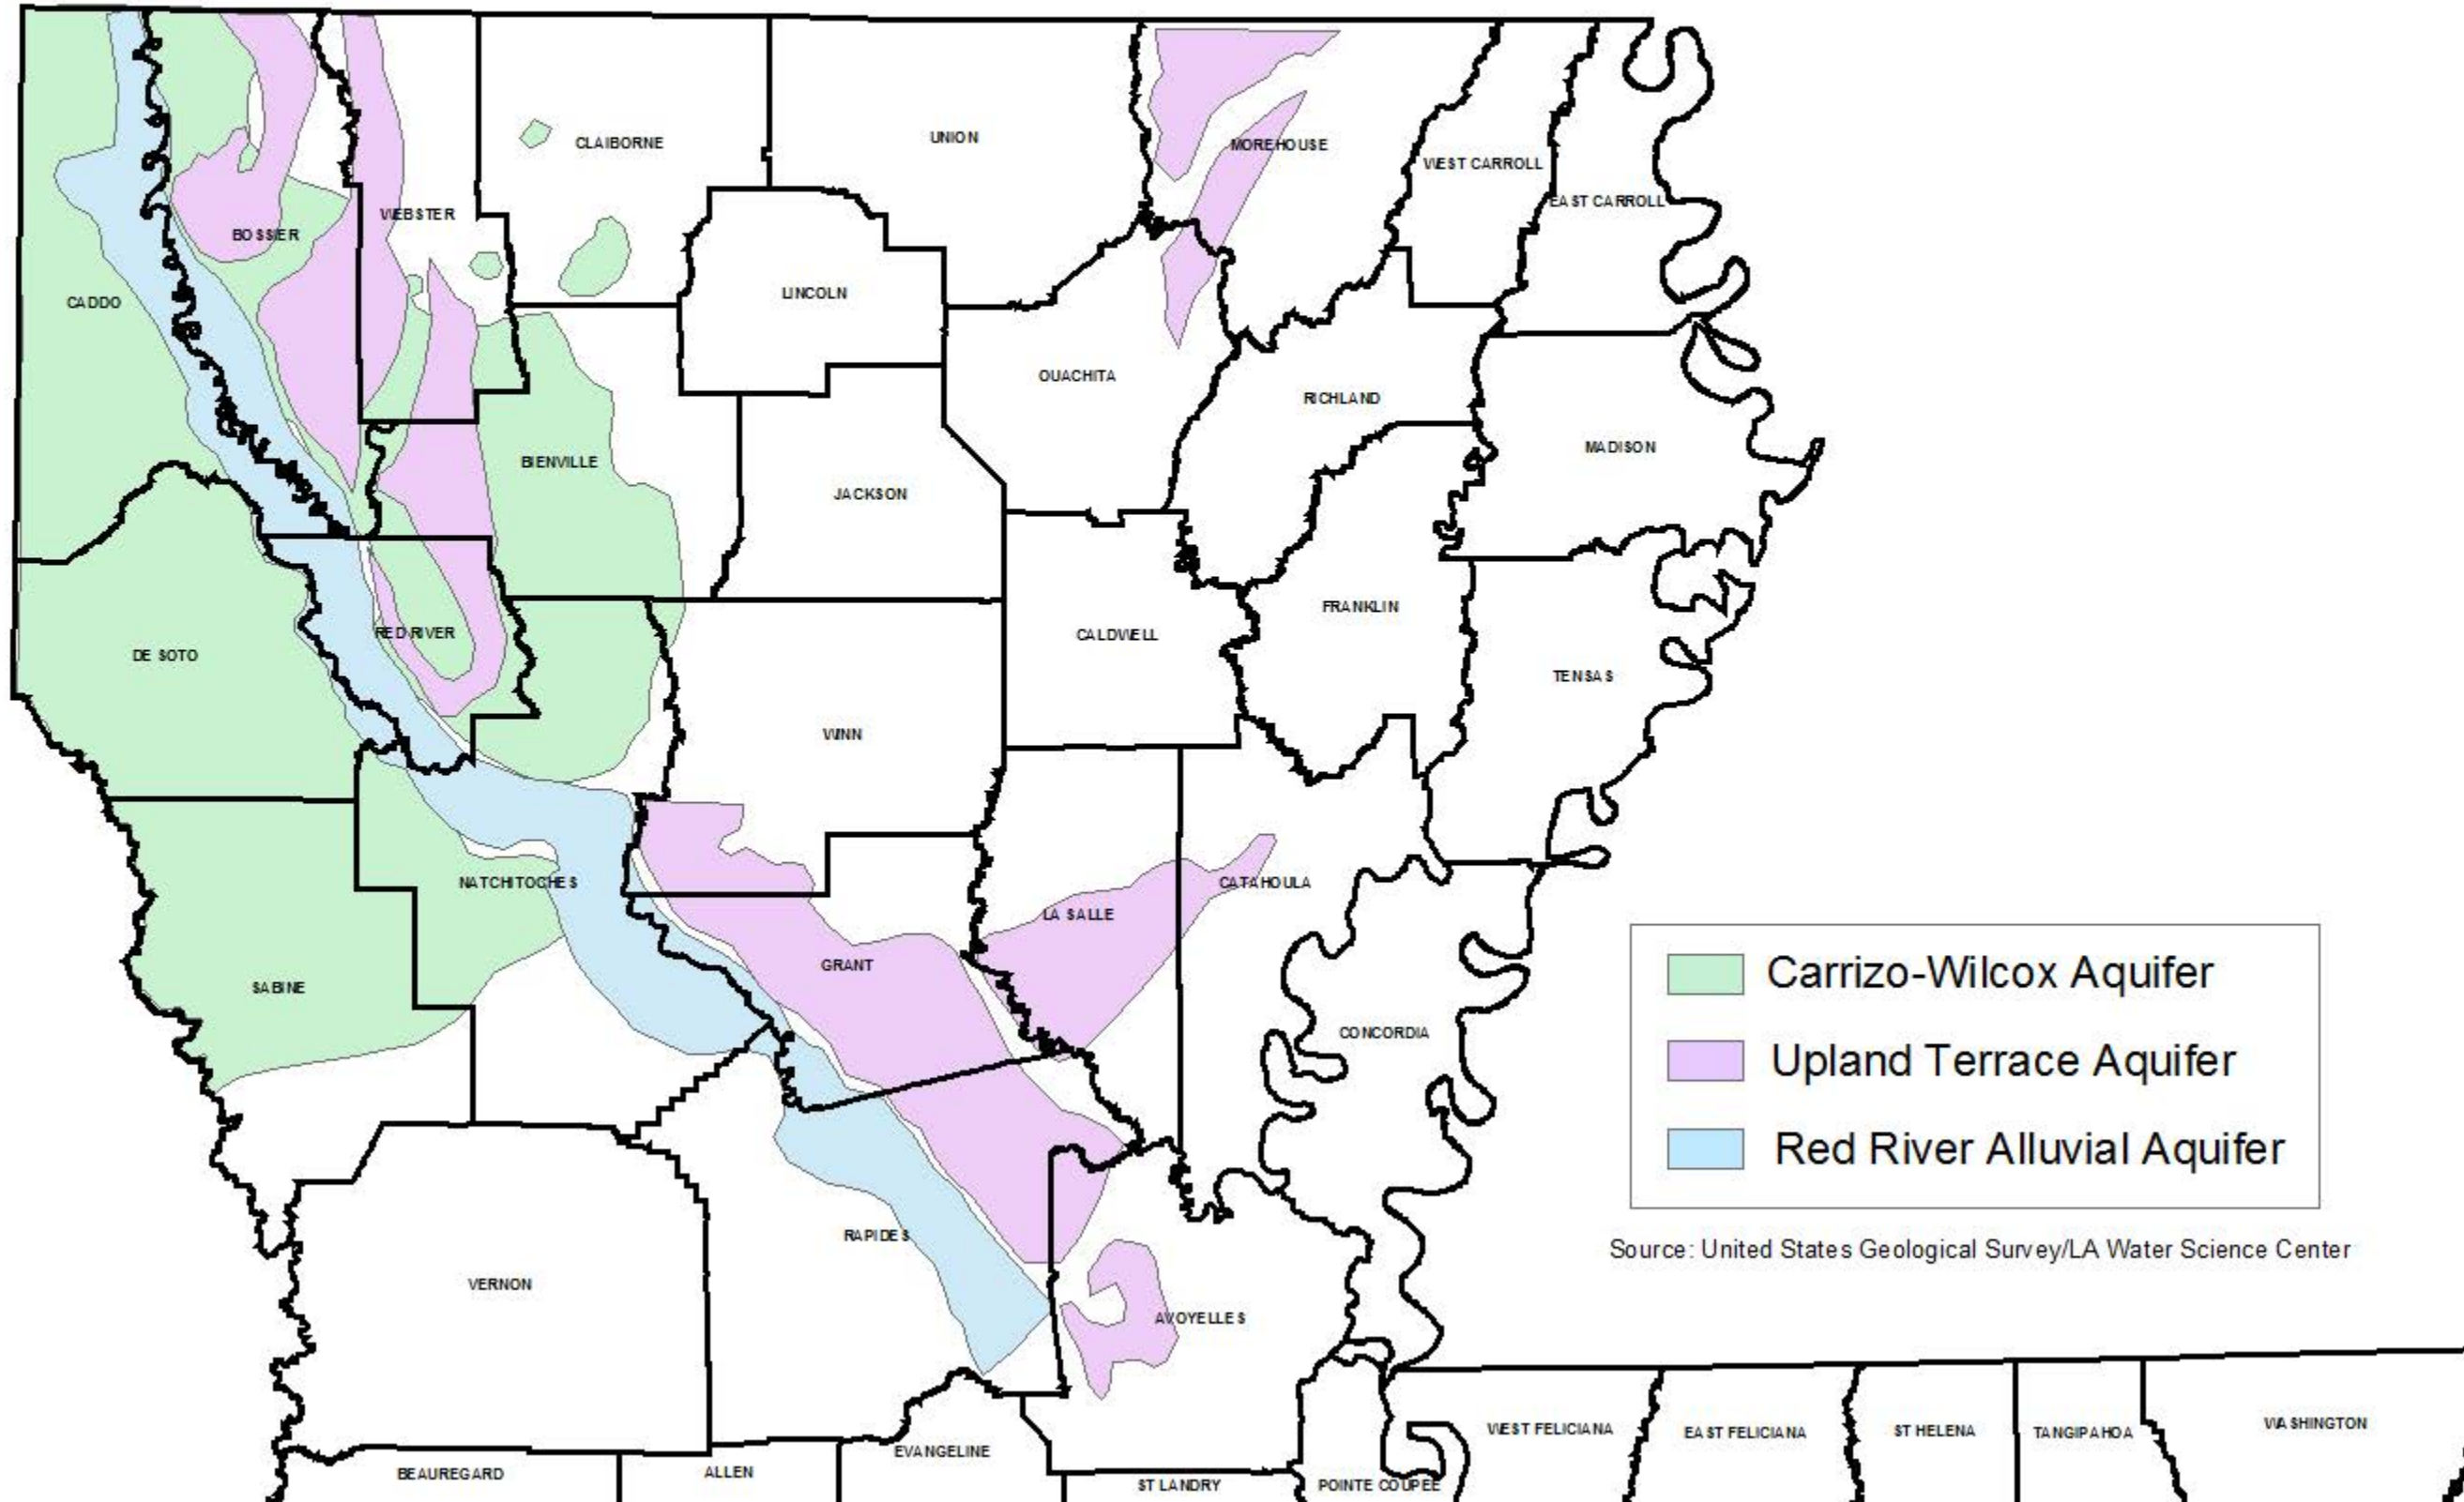 CLAIBORNE
UNION
MOREHOUSE
WEST CARROLL
EAST CARROLL
WEBSTER
BOSSIER
CADDO
LINCOLN
OUACHITA
RICHLAND
MADISON
BIENVILLE
JACKSON
FRANKLIN
CALDWELL
RED RIVER
DE SOTO
TENSAS
WINN
NATCHITOCHES
CATAHOULA
LA SALLE
GRANT
SABINE
CONCORDIA
Carrizo-Wilcox Aquifer
Upland Terrace Aquifer
Red River Alluvial Aquifer
Source: United States Geological Survey/LA Water Science Center
RAPIDES
VERNON
AVOYELLES
WEST FELICIANA
EAST FELICIANA
ST HELENA
TANGIPAHOA
WASHINGTON
EVANGELINE
BEAUREGARD
ALLEN
ST LANDRY
POINTE COUPEE